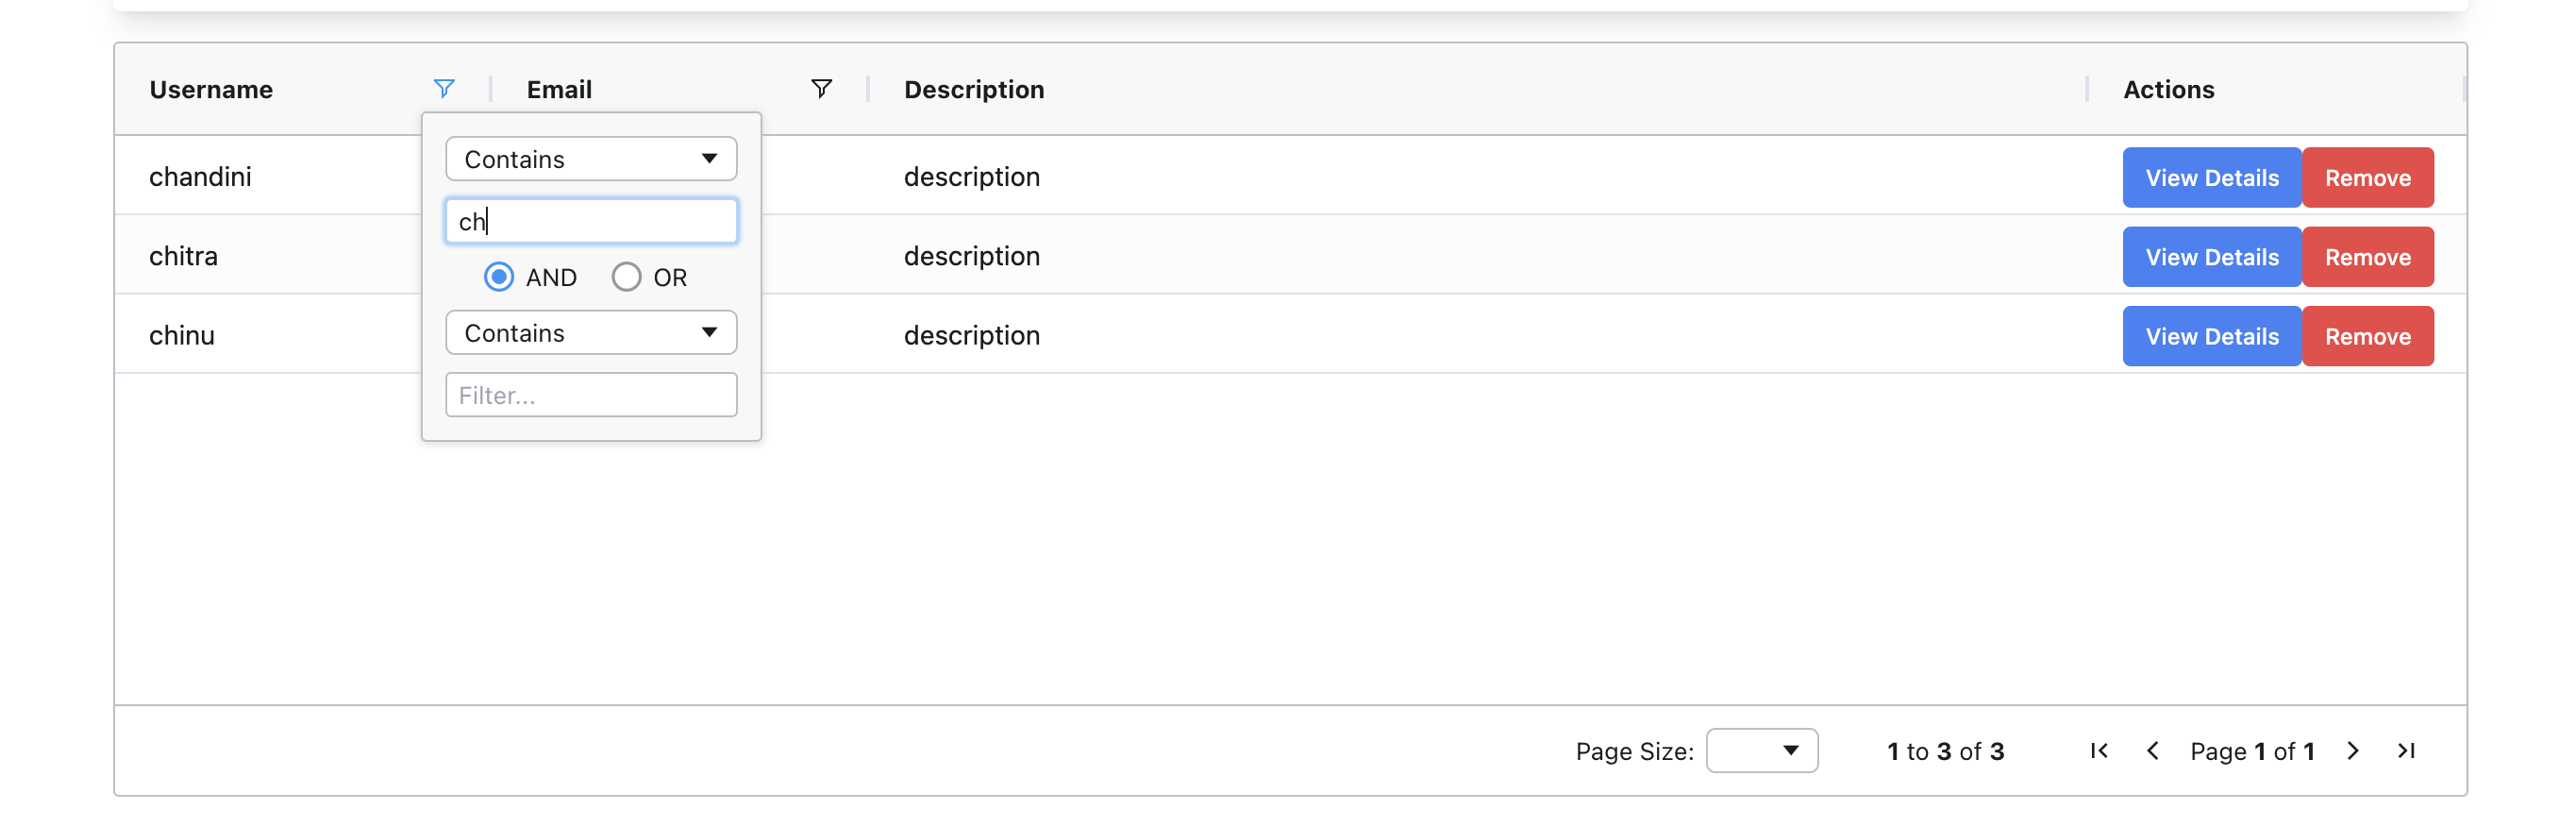 Username Email Description Actions
Contains
chandini description View Details Remove
ch
chitra description View Details Remove
AND OR
chinu Contains description View Details Remove
Filter...
Page Size: 1 to 3 of 3 Page 1 of 1